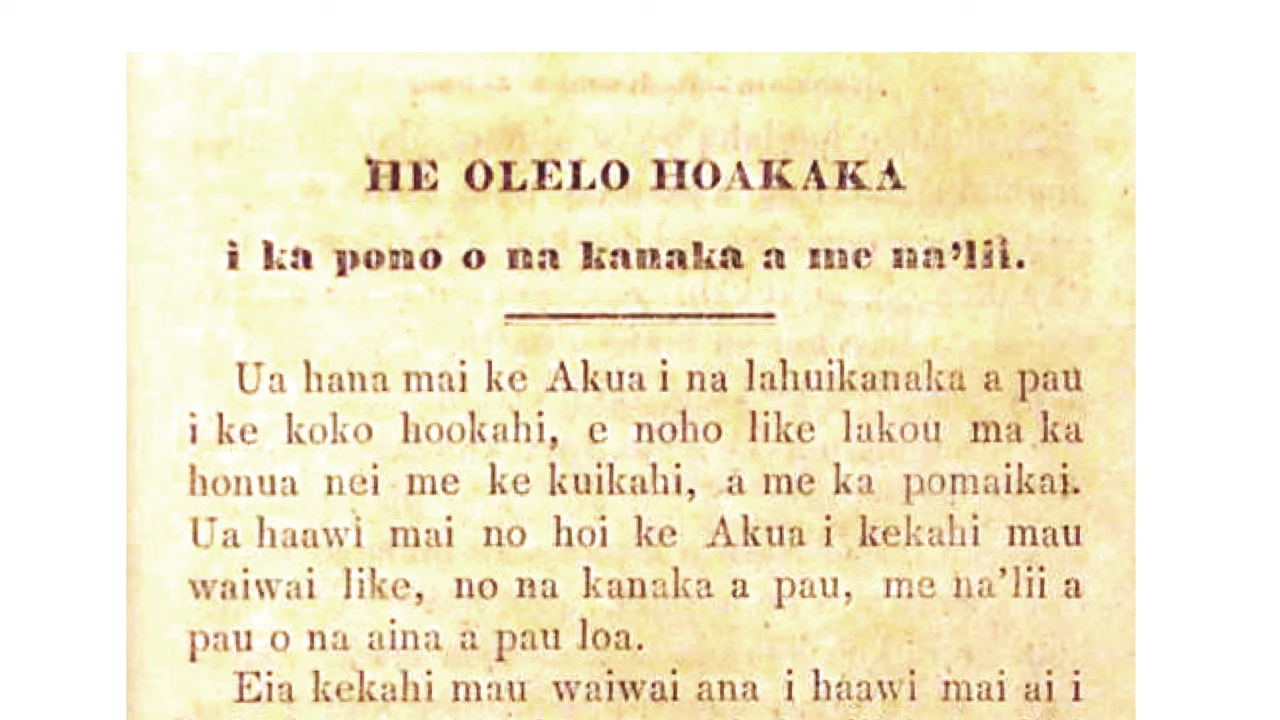 HE OLELO HOAKAKA
i ka pono o na kanaka a me na'lii.
Ua hana mai ke Akua i na lahuikanaka a pau
i ke koko hookahi, e noho like lakou ma ka
honua nei me ke kuikahi, a me ka pomaikai.
Ua haawi mai no hoi ke Akua i kekahi mau
waiwai like, no na kanaka a pau, me na'lii a
pau o na aina a pau loa.
Eia kekahi mau waiwai ana i haawi mai ai i